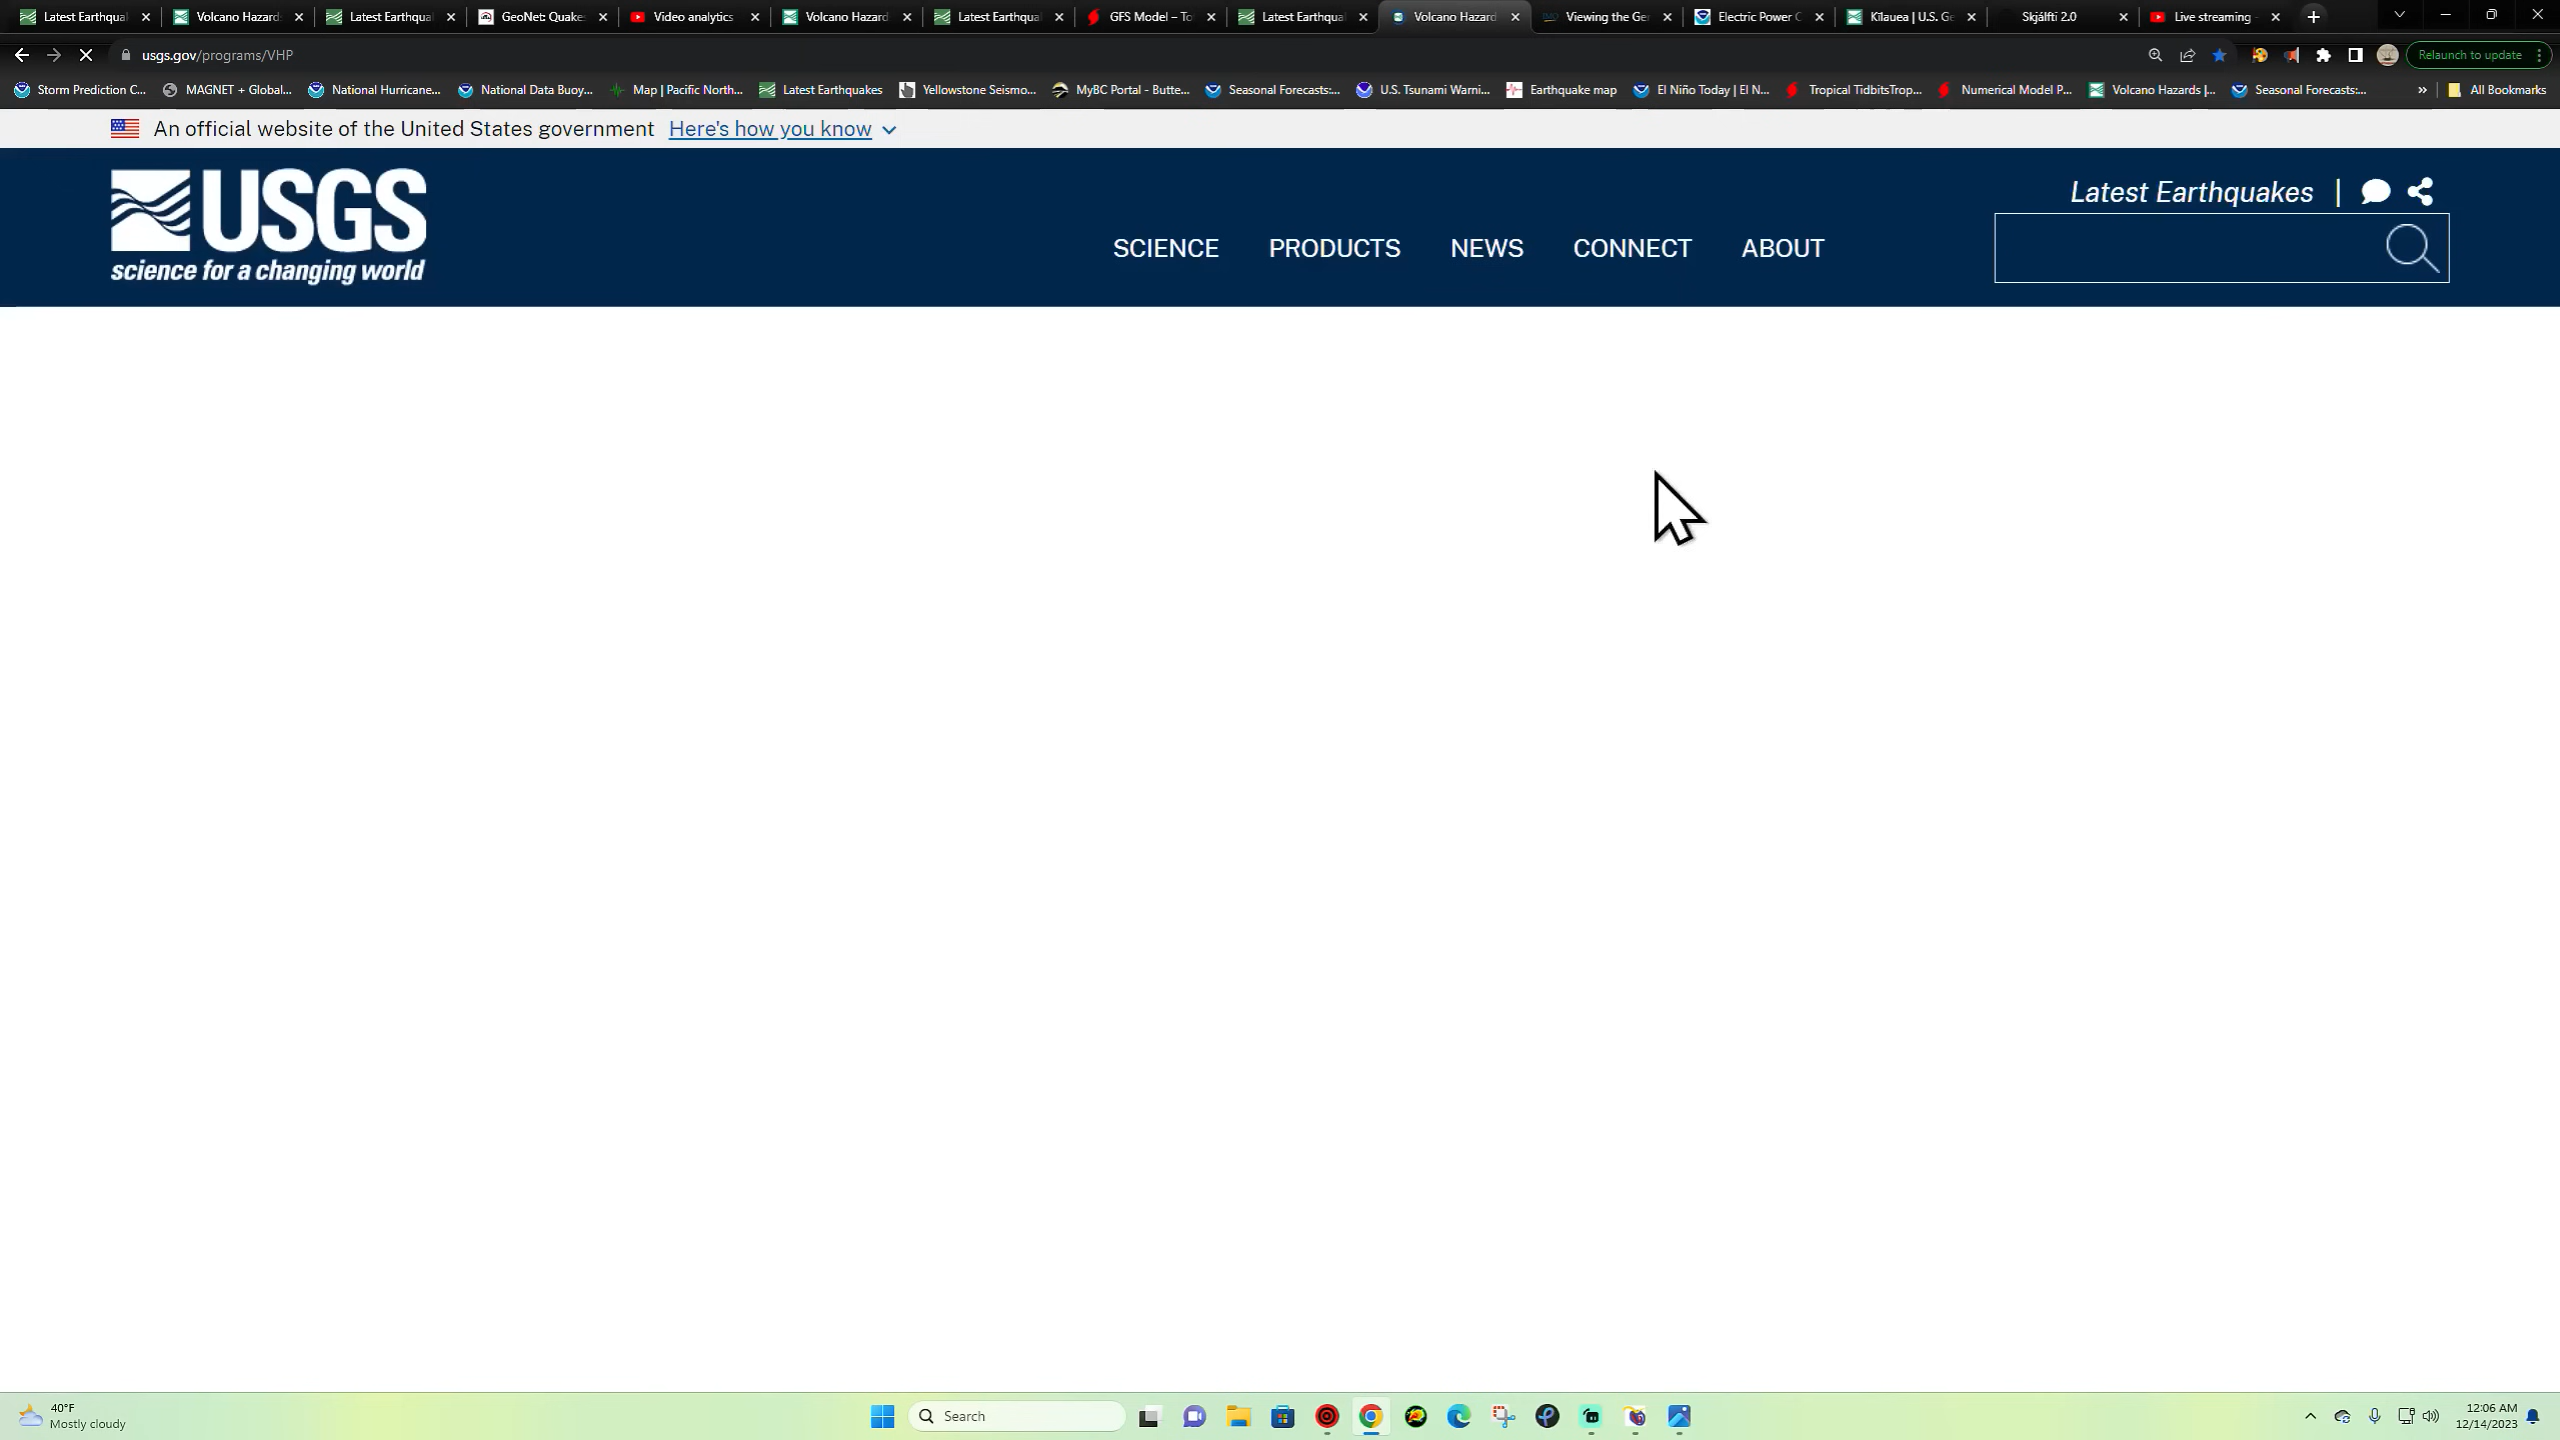 Latest Earthqua
Volcano Hazard
Latest Earthqua
GeoNet: Quake
Video analytics
Volcano Hazard
Latest Earthqua
GFS Model – To
Latest Earthqua
Volcano Hazard
Viewing the Ge
Electric Power C
Kīlauea | U.S. Ge
Skjálfti 2.0
Live streaming -
usgs.gov/programs/VHP
Relaunch to update
Storm Prediction C...
MAGNET + Global...
National Hurricane...
National Data Buoy...
Map | Pacific North...
Latest Earthquakes
Yellowstone Seismo...
MyBC Portal - Butte...
Seasonal Forecasts:...
U.S. Tsunami Warni...
Earthquake map
El Niño Today | El N...
Tropical TidbitsTrop...
Numerical Model P...
Volcano Hazards |...
Seasonal Forecasts:...
»
All Bookmarks
An official website of the United States government Here's how you know
USGS
science for a changing world
SCIENCE
PRODUCTS
NEWS
CONNECT
ABOUT
Latest Earthquakes |
40°F
Mostly cloudy
Search
12:06 AM
12/14/2023